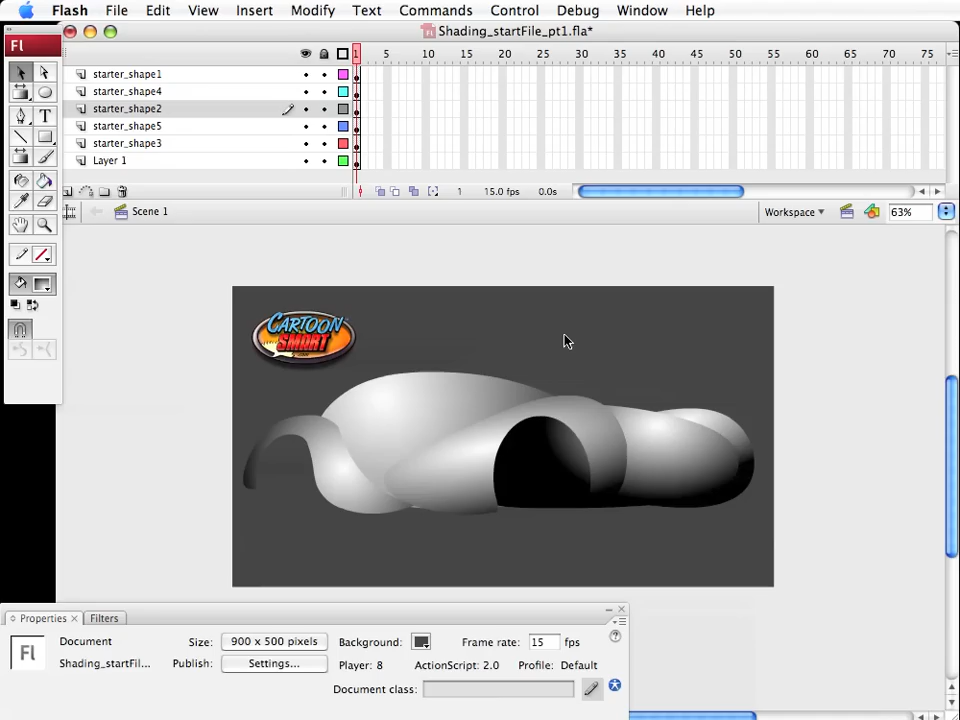 Flash File Edit View Insert Modify Text Commands Control Debug Window Help
Shading_startFile_pt1.fla*
Fl
1 5 10 15 20 25 30 35 40 45 50 55 60 65 70 75
starter_shape1
starter_shape4
starter_shape2
starter_shape5
starter_shape3
Layer 1
1 15.0 fps 0.0s
Scene 1
Workspace
63%
CARTOON
SMART
Properties Filters
Fl
Document
Shading_startFil...
Size: 900 x 500 pixels
Background:
Frame rate: 15 fps
Publish: Settings...
Player: 8
ActionScript: 2.0
Profile: Default
Document class: